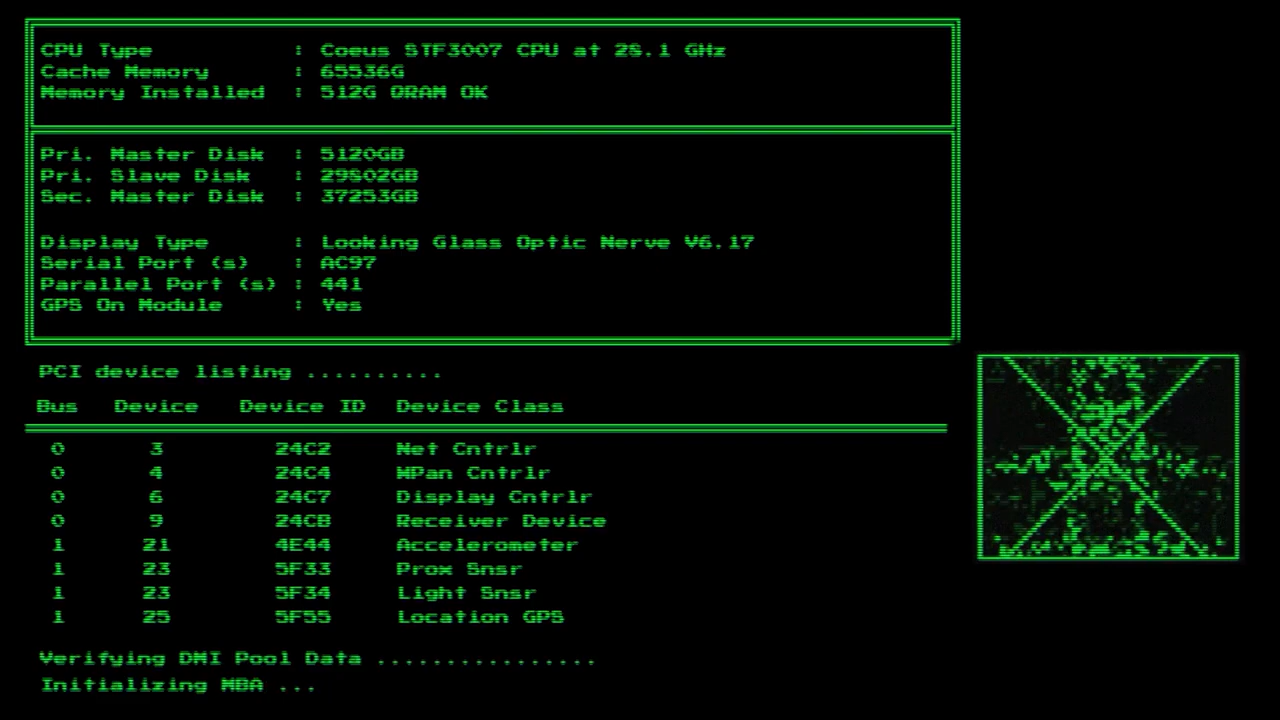 CPU Type : Coeus STF3007 CPU at 28.1 GHz
Cache Memory : 65536G
Memory Installed : 512G QRAM OK
Pri. Master Disk : 5120GB
Pri. Slave Disk : 29802GB
Sec. Master Disk : 37253GB
Display Type : Looking Glass Optic Nerve V6.17
Serial Port (s) : AC97
Parallel Port (s) : 441
GPS On Module : Yes
PCI device listing ..........
Bus Device Device ID Device Class
0 3 24C2 Net Cntrlr
0 4 24C4 WPan Cntrlr
0 6 24C7 Display Cntrlr
0 9 24CB Receiver Device
1 21 4E44 Accelerometer
1 23 5F33 Prox Snsr
1 23 5F34 Light Snsr
1 25 5F55 Location GPS
Verifying DMI Pool Data ................
Initializing MBA ...